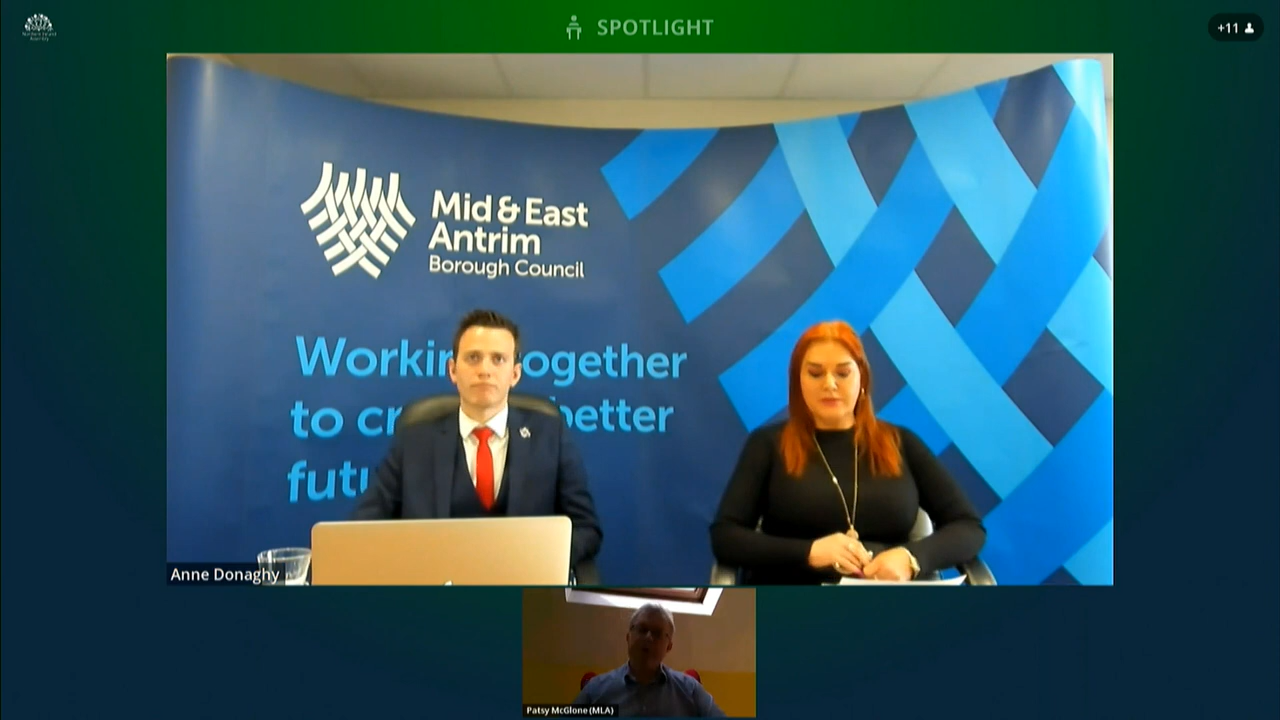 SPOTLIGHT
+11
Mid & East
Antrim
Borough Council
Workin ogether
to cr better
futu
Anne Donaghy
Patsy McGlone (MLA)